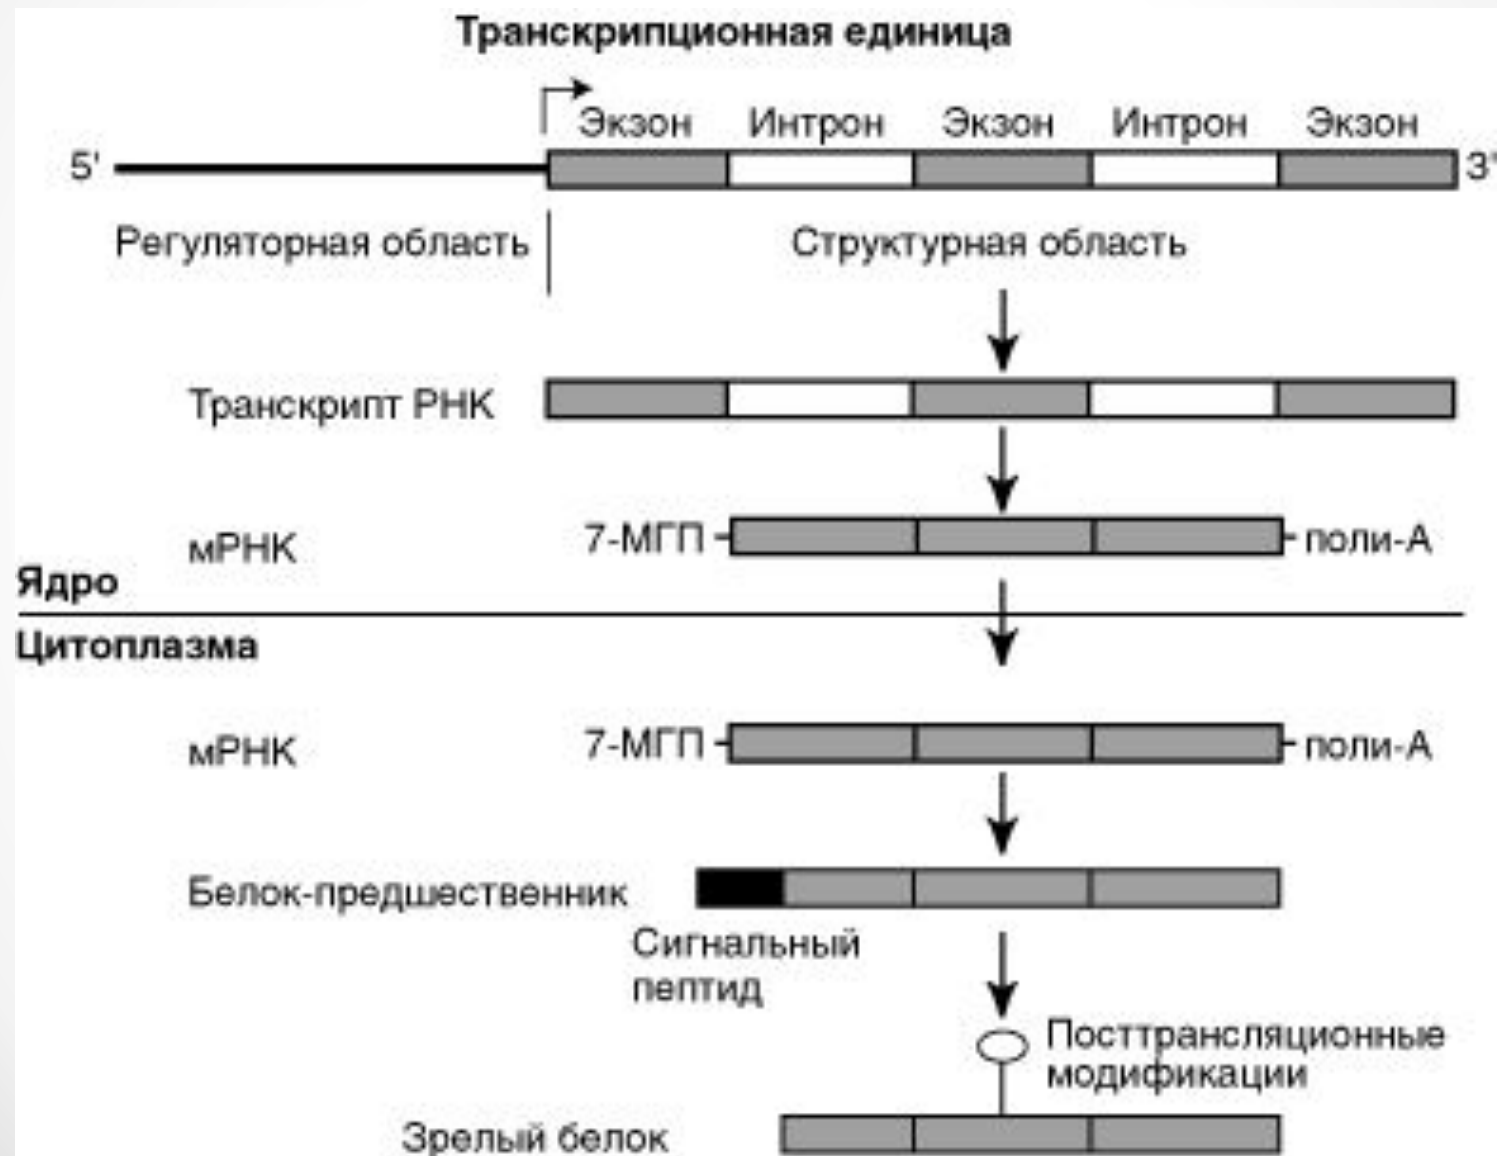 Транскрипционная единица
Экзон Интрон Экзон Интрон Экзон
5' 3'
Регуляторная область Структурная область
Транскрипт РНК
мРНК 7-МГП поли-А
Ядро
Цитоплазма
мРНК 7-МГП поли-А
Белок-предшественник
Сигнальный
пептид
Посттрансляционные
модификации
Зрелый белок